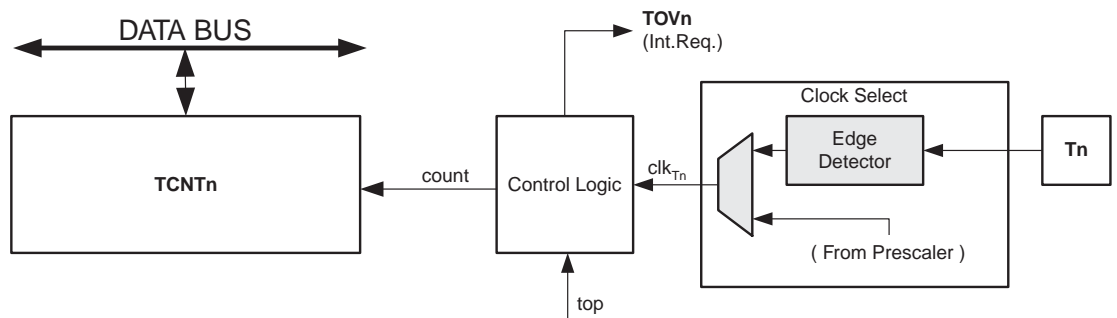 DATA BUS
TOVn
(Int.Req.)
Clock Select
TCNTn
count
Control Logic
clkTn
Edge
Detector
Tn
( From Prescaler )
top